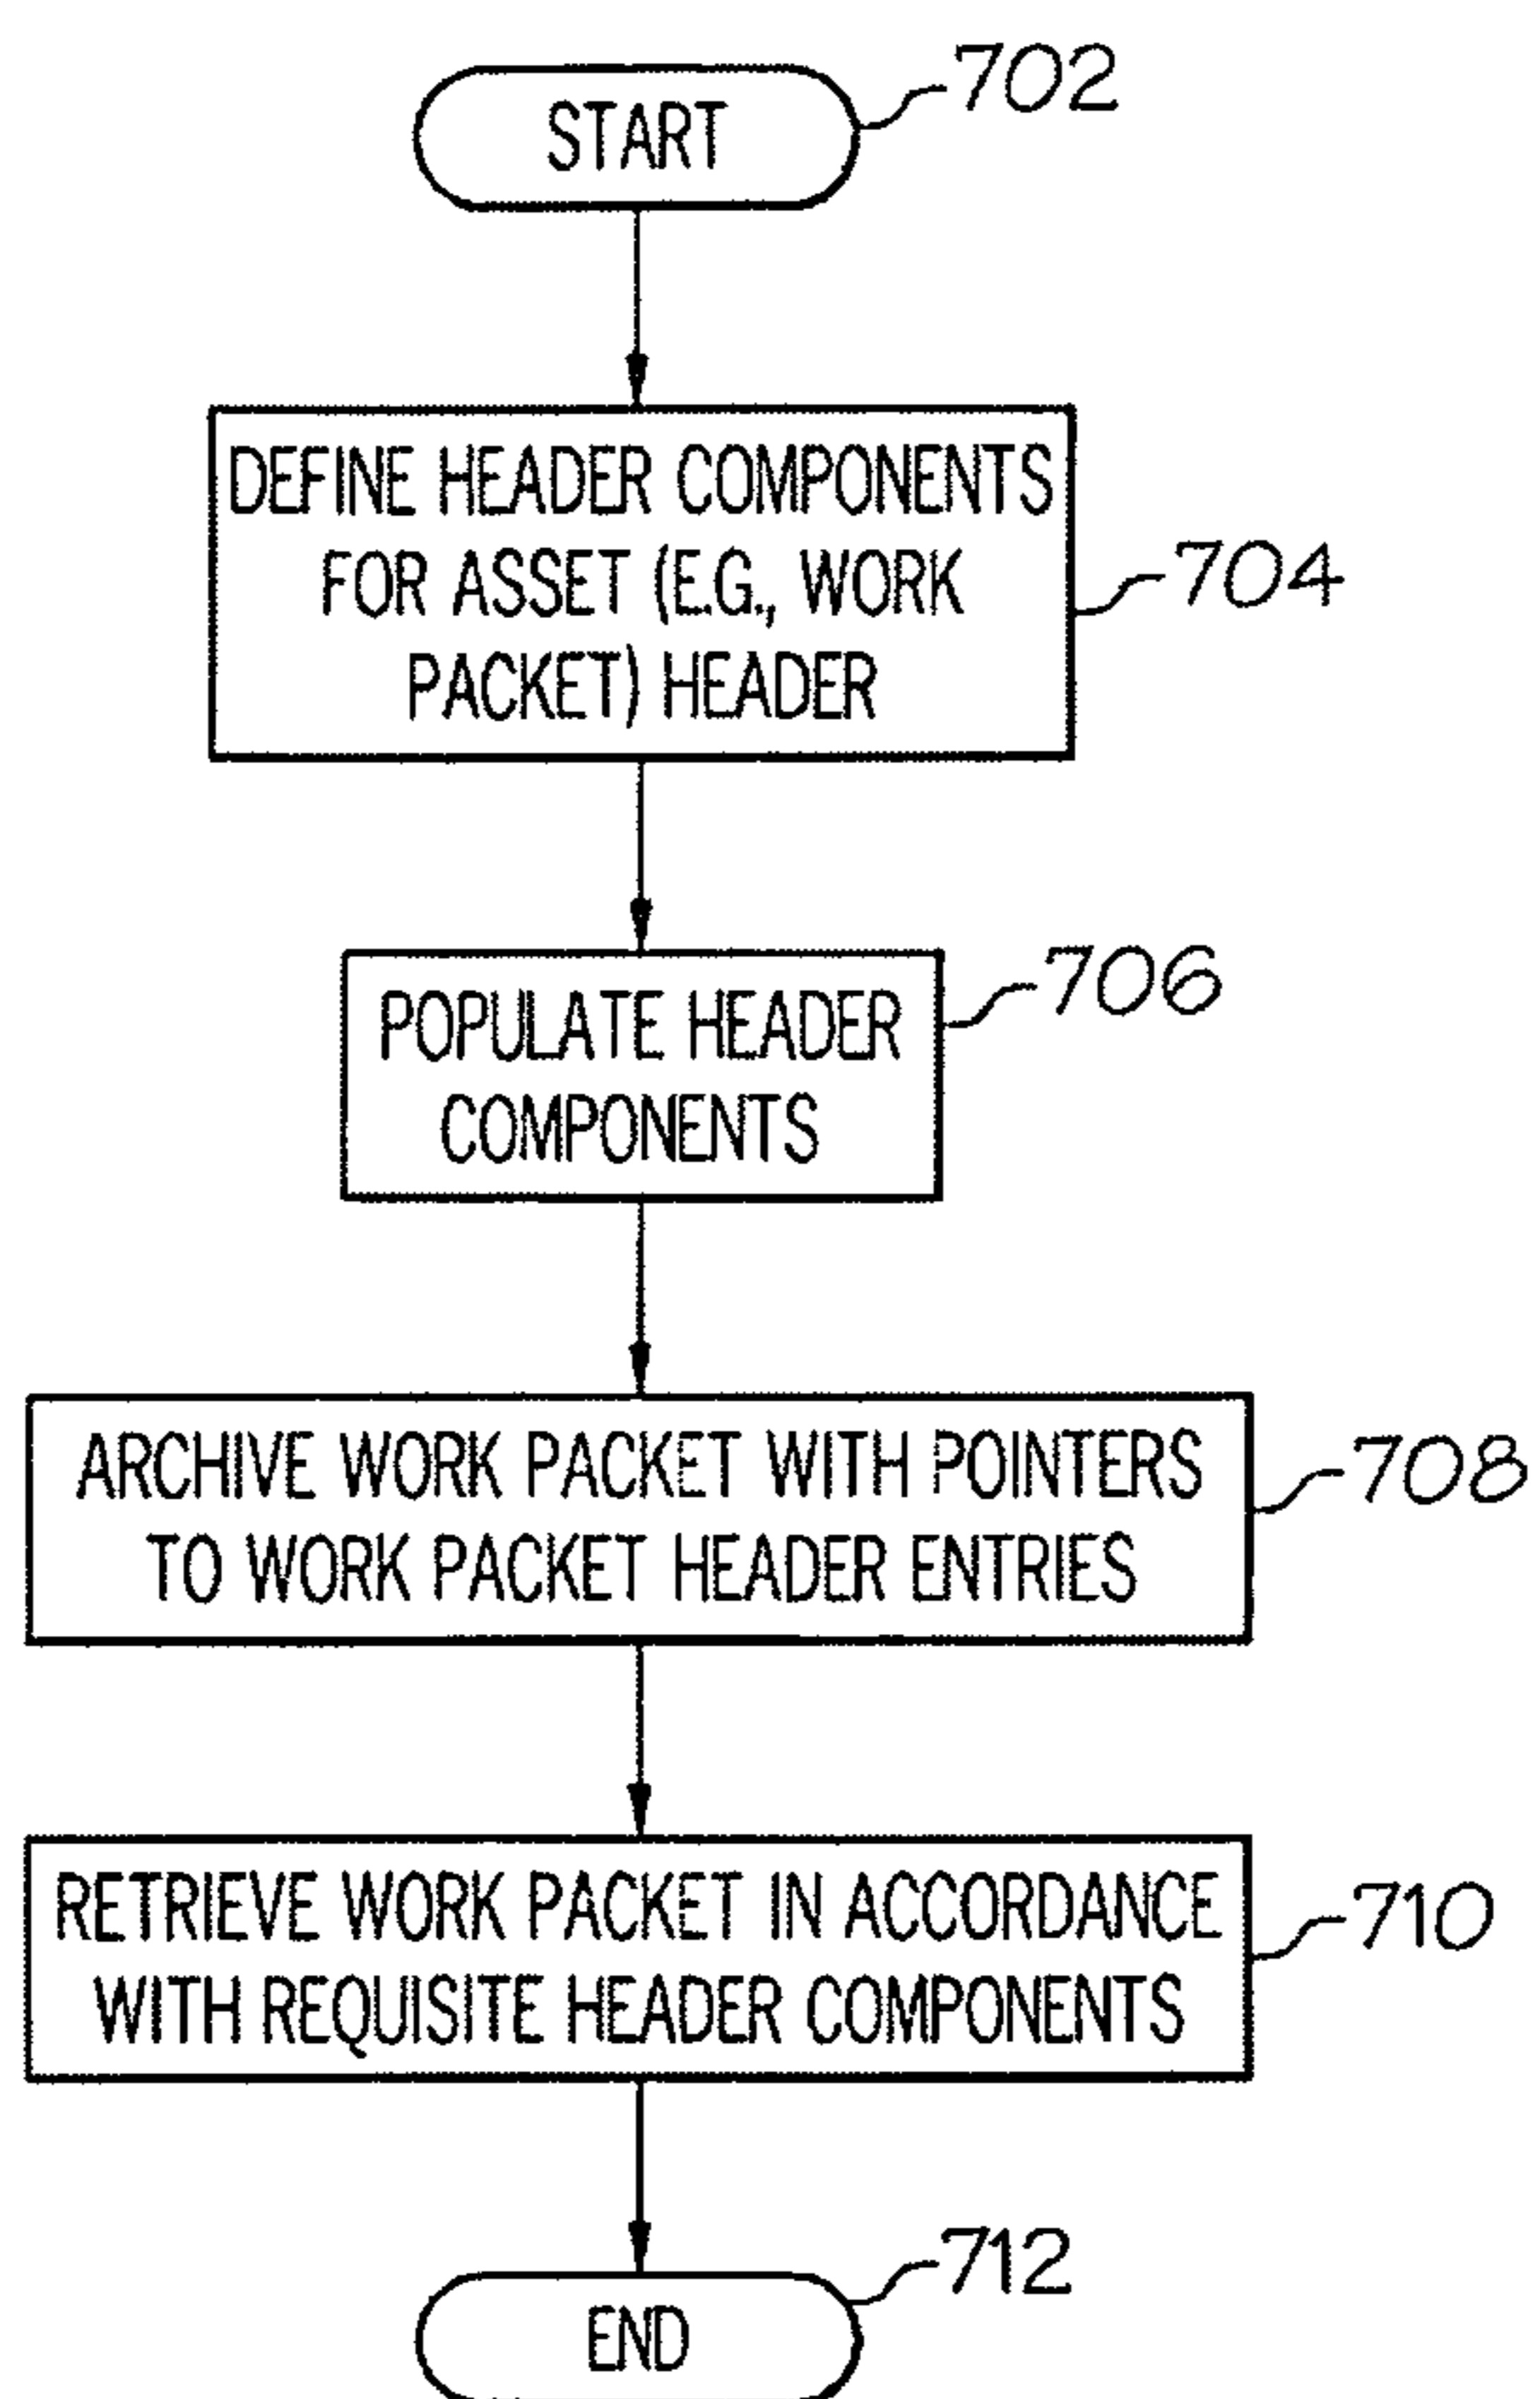 START
702
DEFINE HEADER COMPONENTS
FOR ASSET (E.G., WORK
PACKET) HEADER
704
POPULATE HEADER
COMPONENTS
706
ARCHIVE WORK PACKET WITH POINTERS
TO WORK PACKET HEADER ENTRIES
708
RETRIEVE WORK PACKET IN ACCORDANCE
WITH REQUISITE HEADER COMPONENTS
710
END
712